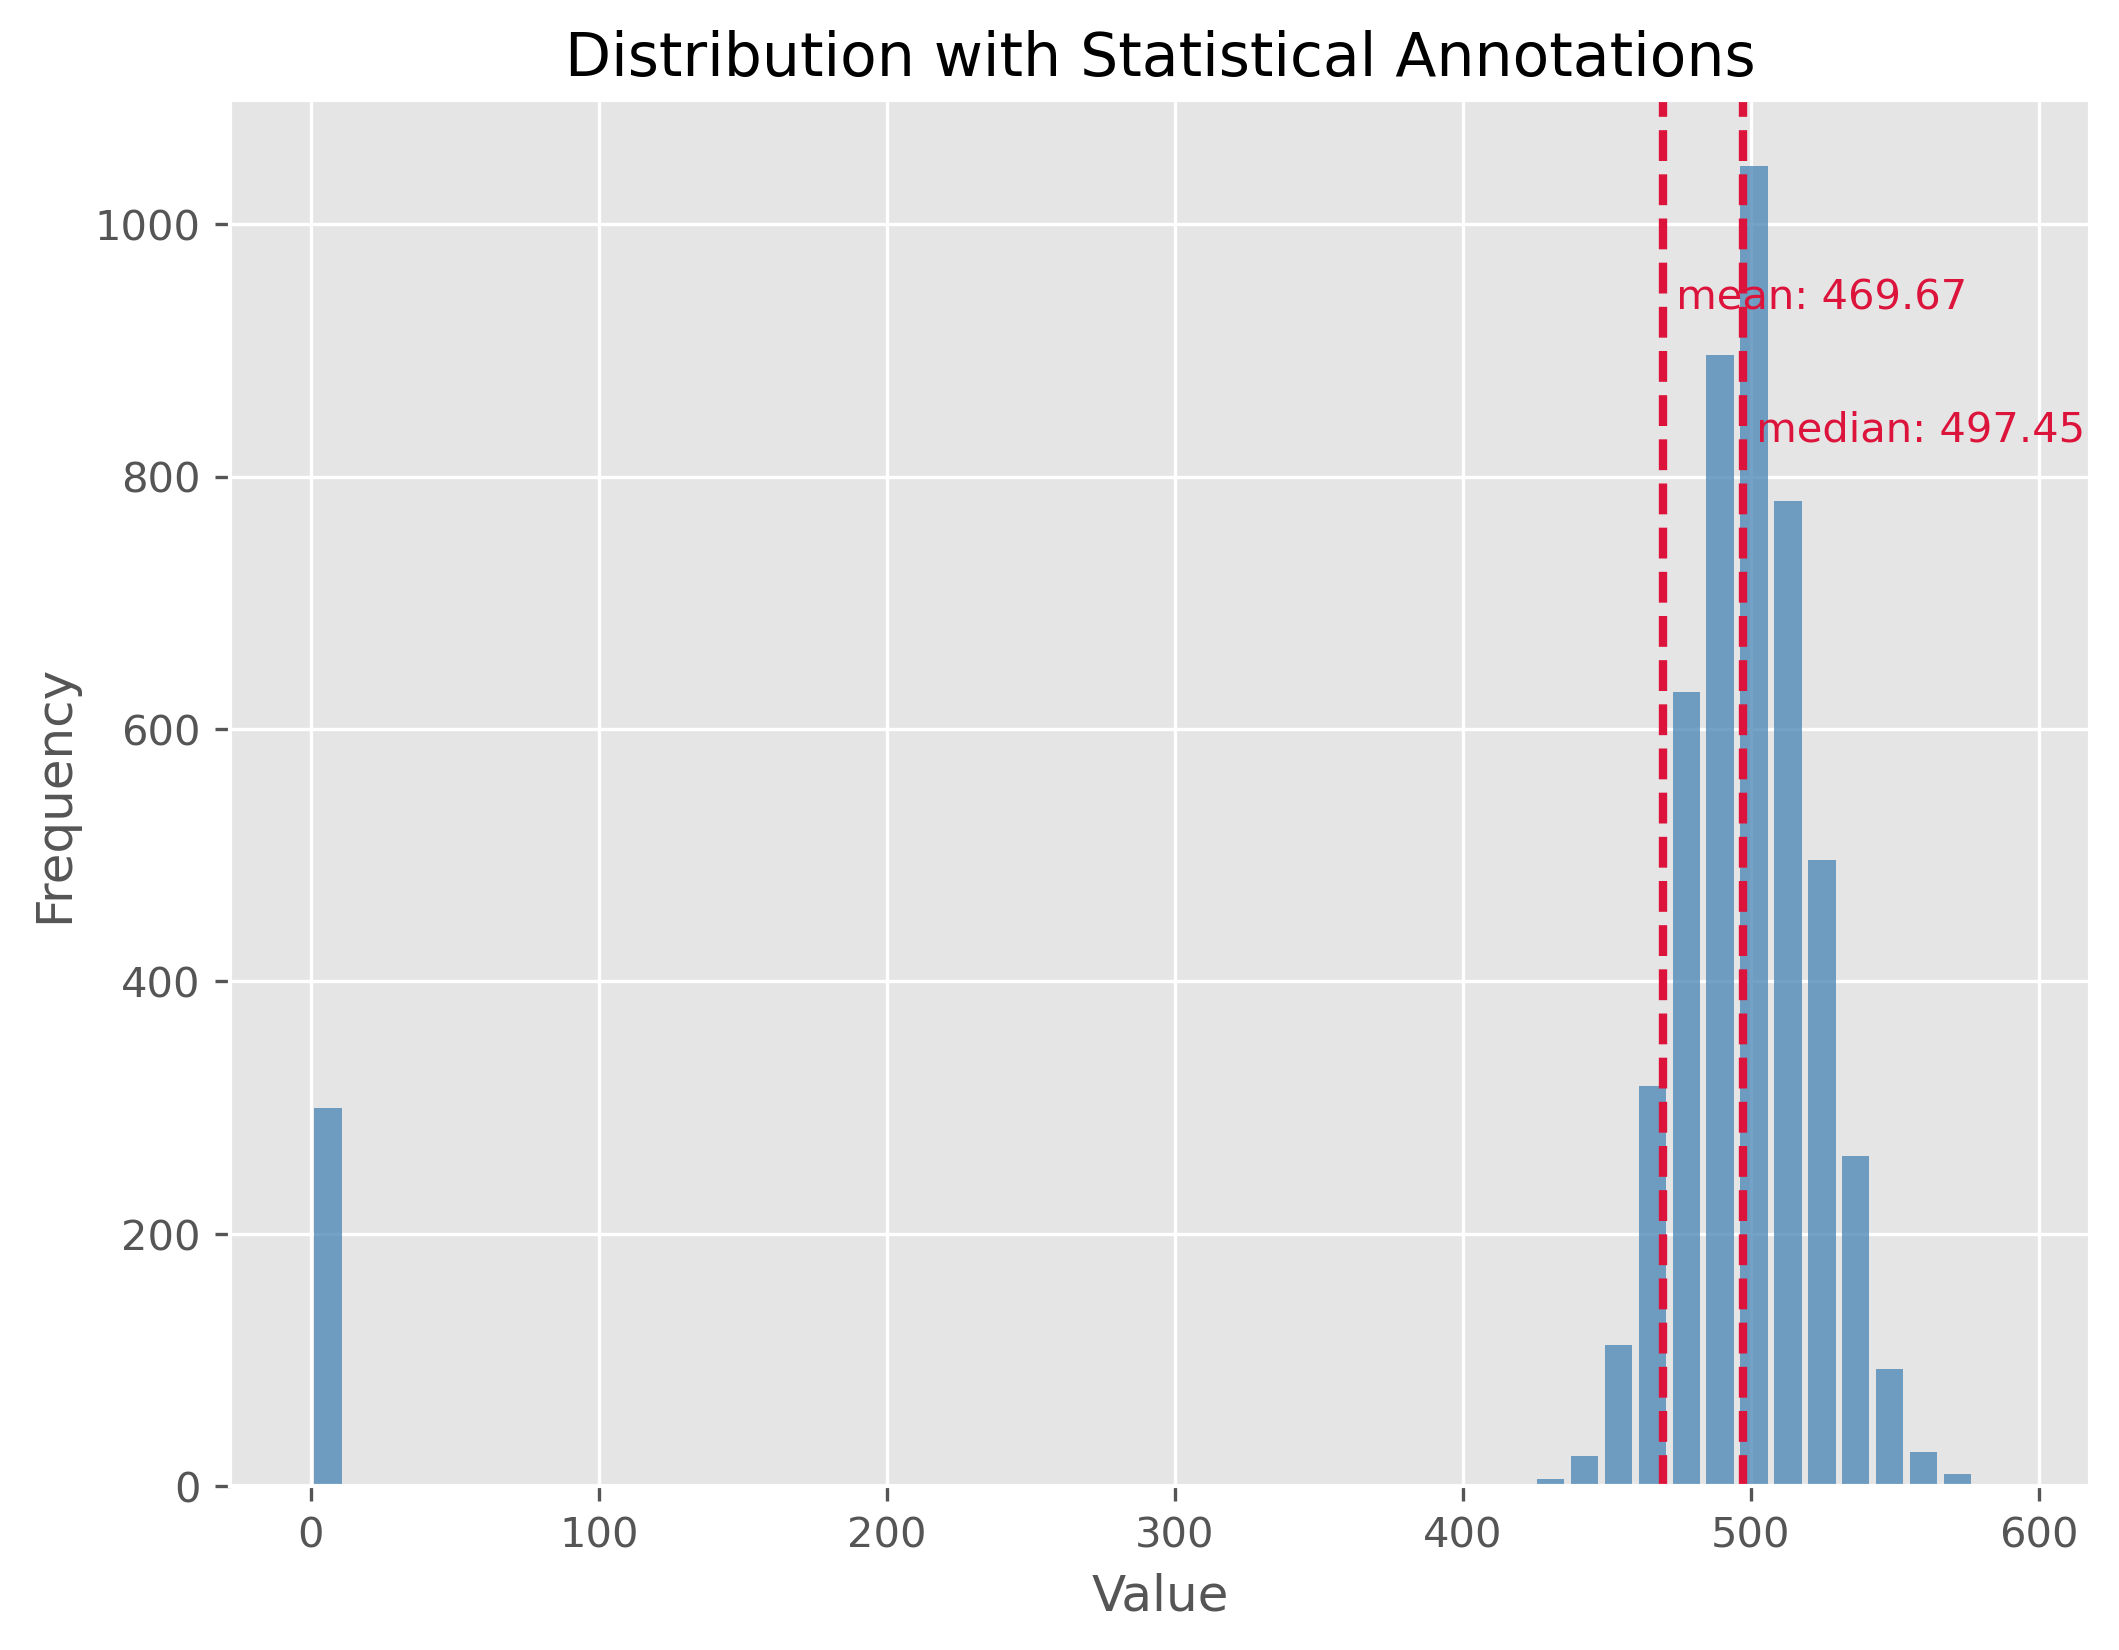 Distribution with Statistical Annotations
1000
800
600
400
200
0
Frequency
mean: 469.67
median: 497.45
0 100 200 300 400 500 600
Value